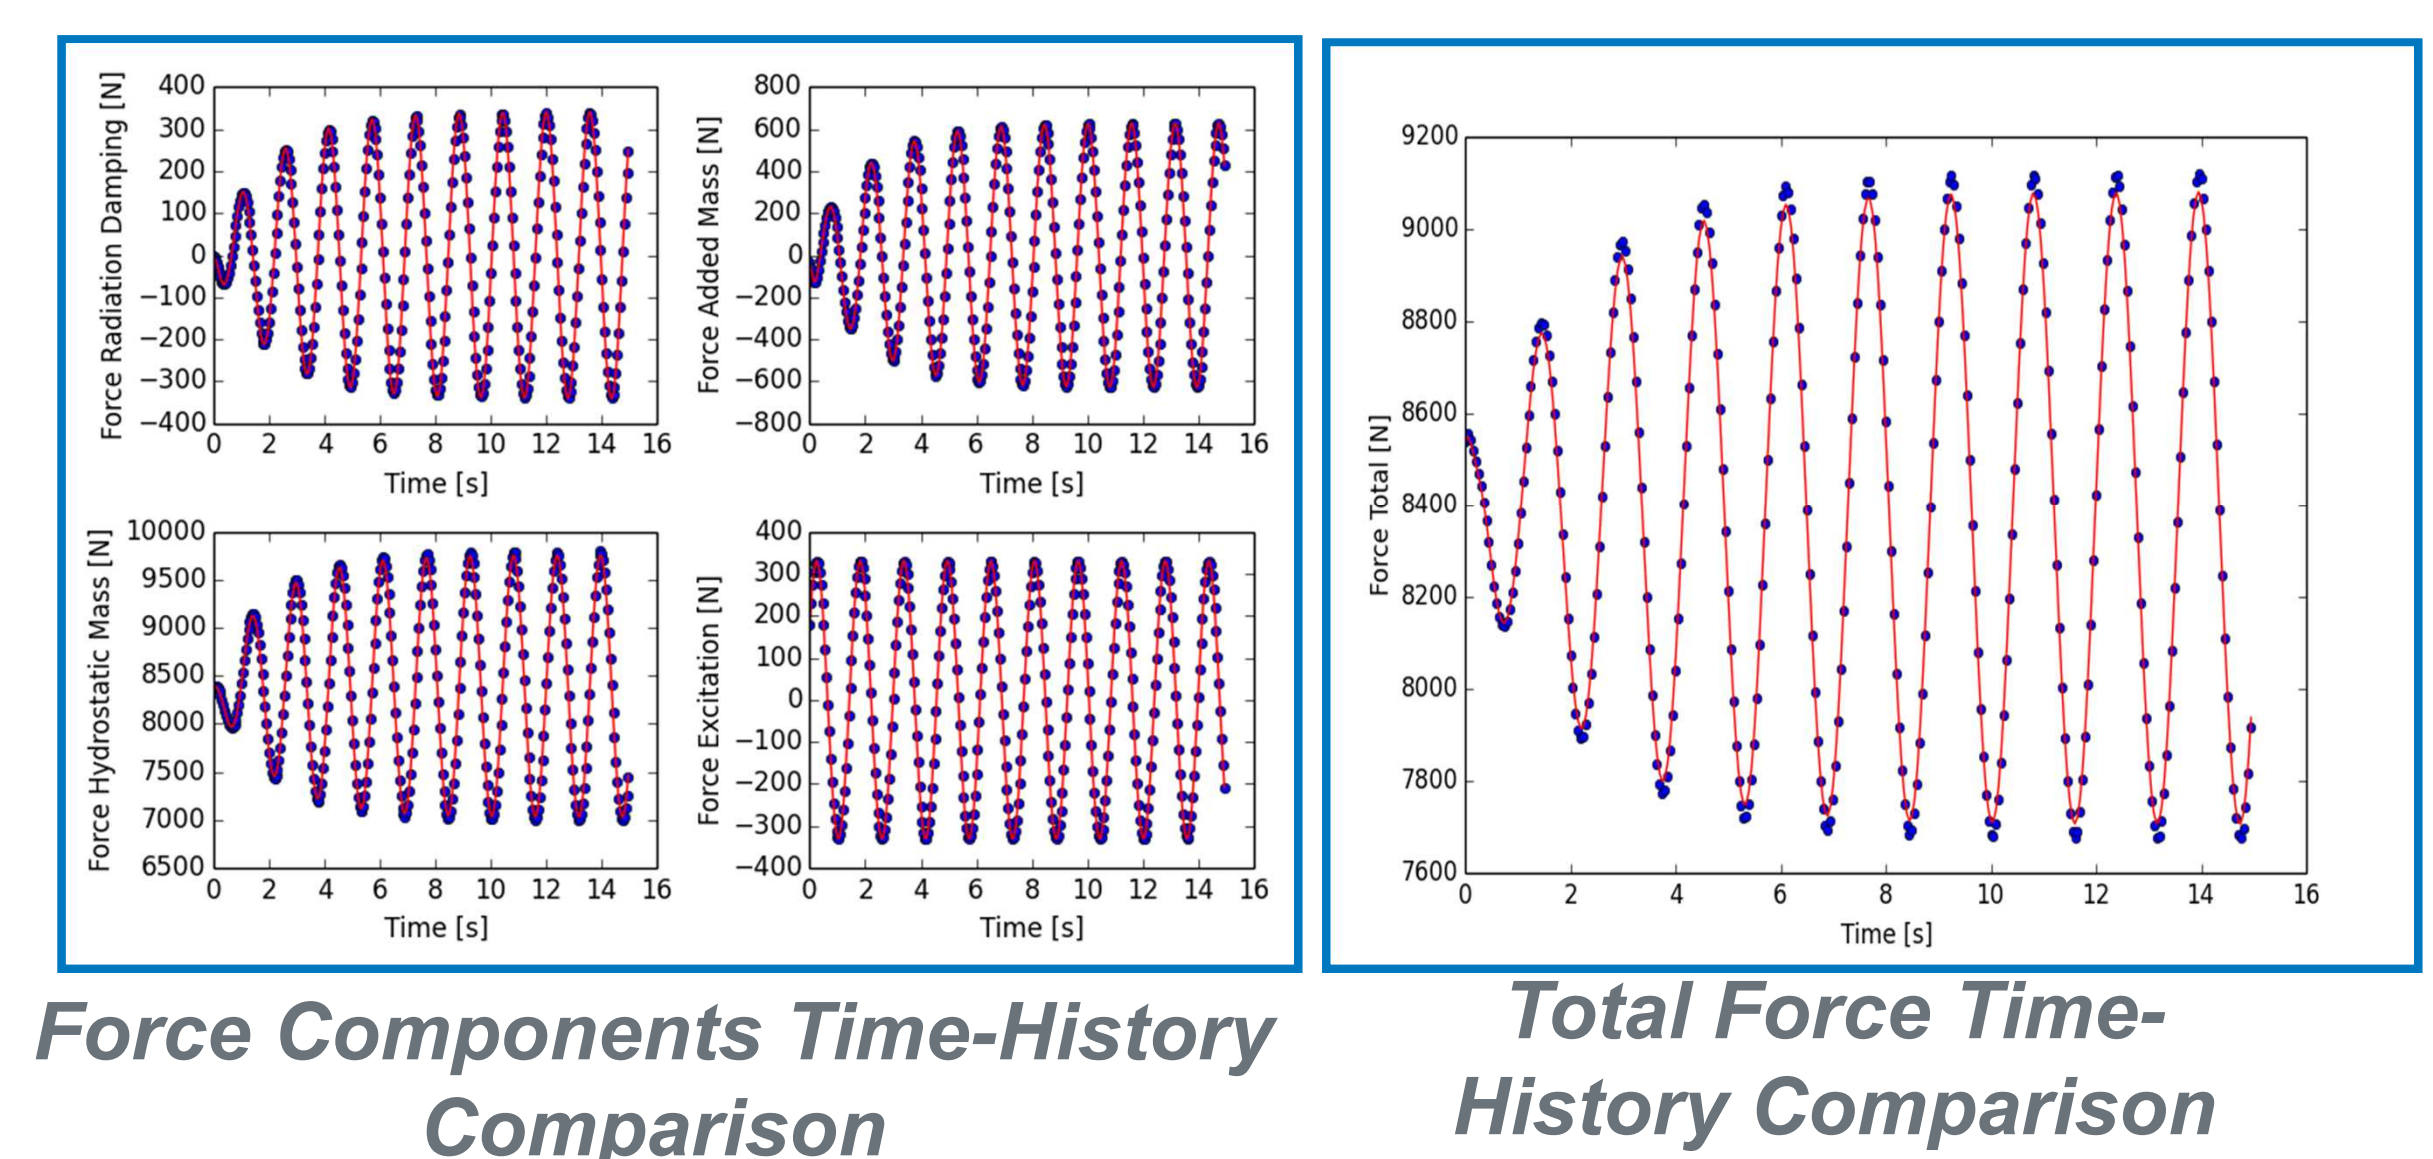 Force Radiation Damping [N]
400
300
200
100
0
−100
−200
−300
−400
0 2 4 6 8 10 12 14 16
Time [s]
Force Added Mass [N]
800
600
400
200
0
−200
−400
−600
−800
0 2 4 6 8 10 12 14 16
Time [s]
Force Hydrostatic Mass [N]
10000
9500
9000
8500
8000
7500
7000
6500
0 2 4 6 8 10 12 14 16
Time [s]
Force Excitation [N]
400
300
200
100
0
−100
−200
−300
−400
0 2 4 6 8 10 12 14 16
Time [s]
Force Total [N]
9200
9000
8800
8600
8400
8200
8000
7800
7600
0 2 4 6 8 10 12 14 16
Time [s]
Force Components Time-History
Comparison
Total Force Time-
History Comparison